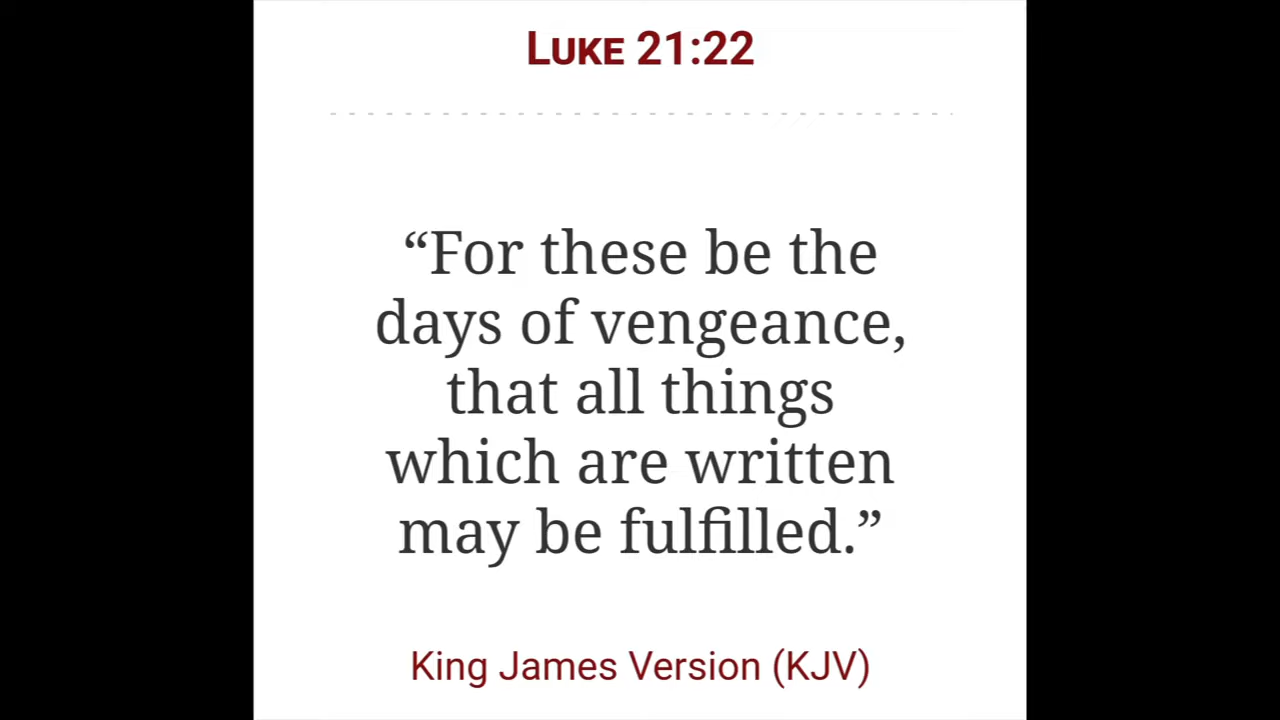 LUKE 21:22
“For these be the
days of vengeance,
that all things
which are written
may be fulfilled.”
King James Version (KJV)